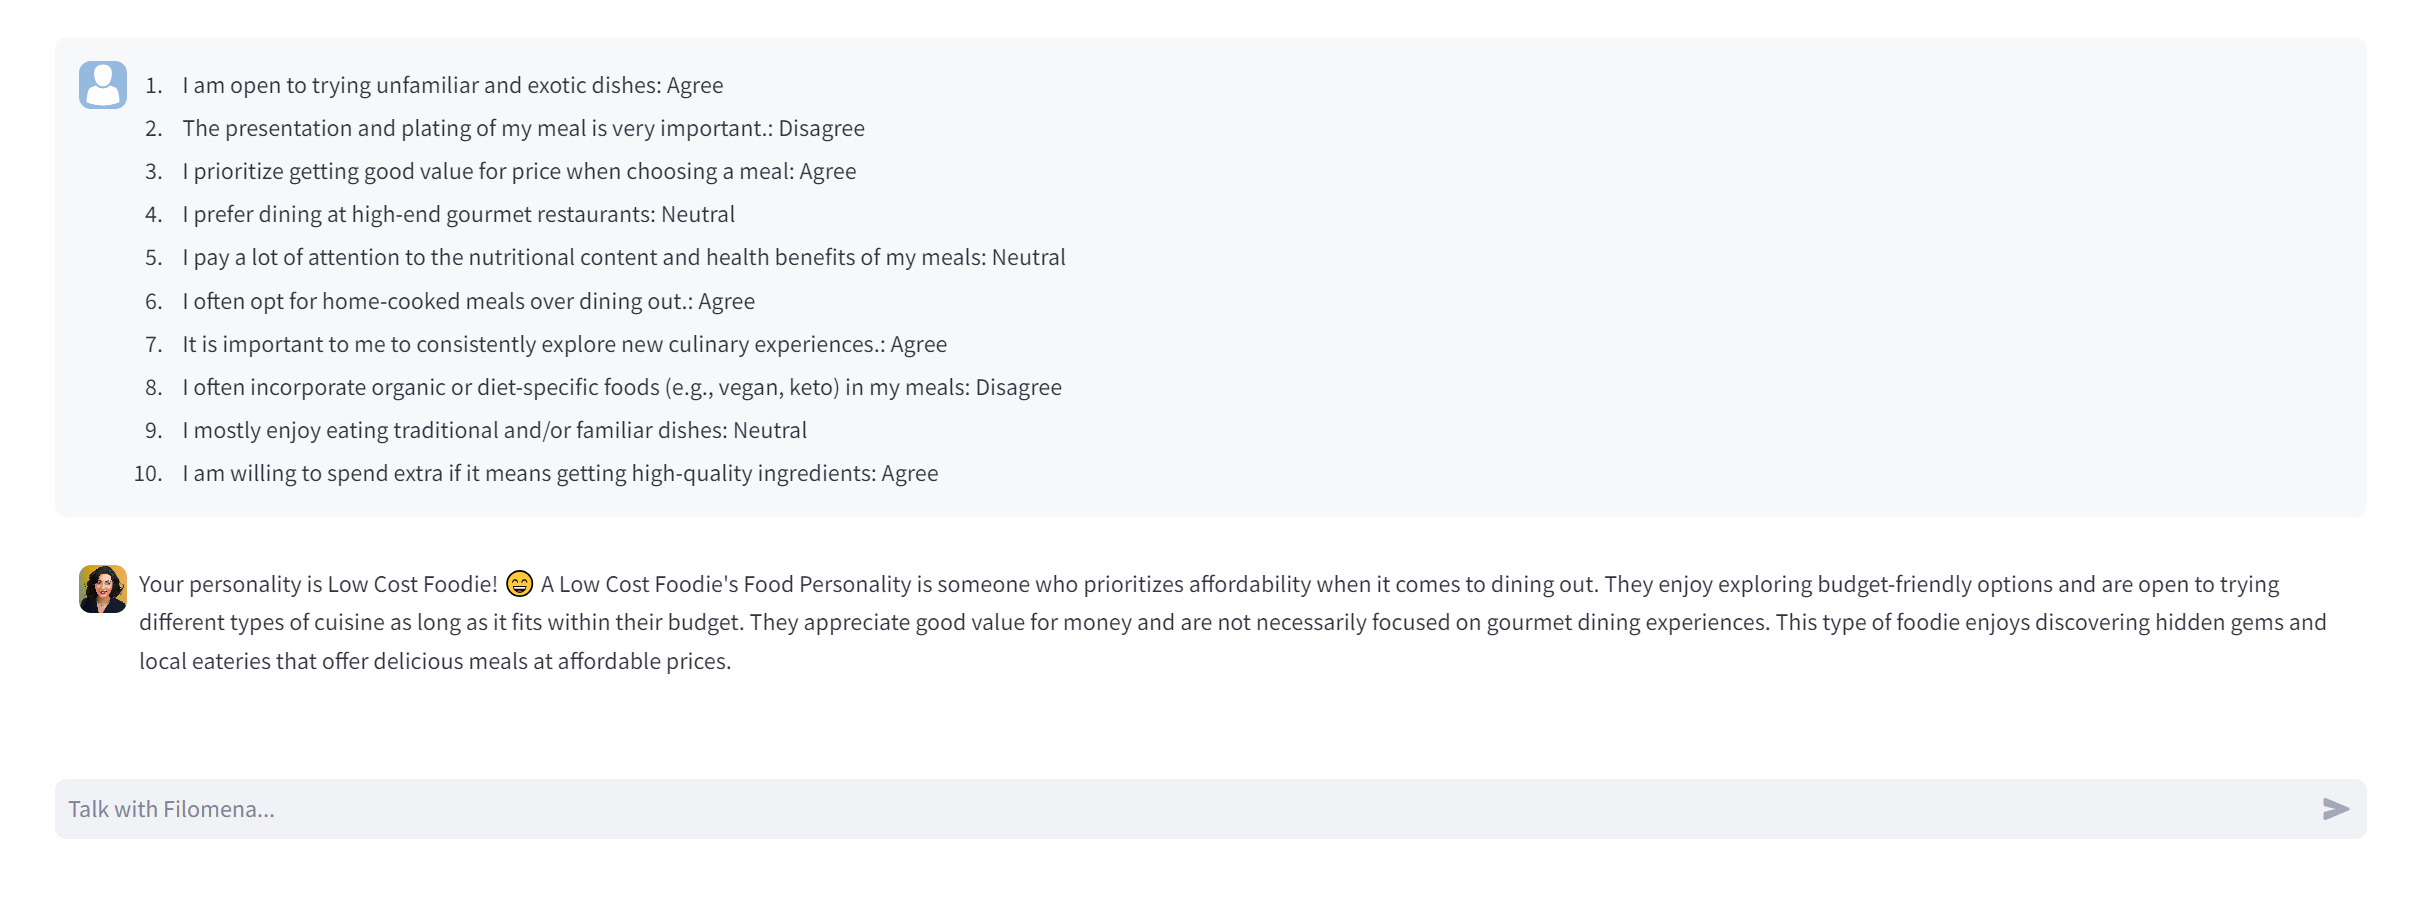 1. I am open to trying unfamiliar and exotic dishes: Agree
2. The presentation and plating of my meal is very important.: Disagree
3. I prioritize getting good value for price when choosing a meal: Agree
4. I prefer dining at high-end gourmet restaurants: Neutral
5. I pay a lot of attention to the nutritional content and health benefits of my meals: Neutral
6. I often opt for home-cooked meals over dining out.: Agree
7. It is important to me to consistently explore new culinary experiences.: Agree
8. I often incorporate organic or diet-specific foods (e.g., vegan, keto) in my meals: Disagree
9. I mostly enjoy eating traditional and/or familiar dishes: Neutral
10. I am willing to spend extra if it means getting high-quality ingredients: Agree
Your personality is Low Cost Foodie! 😄 A Low Cost Foodie's Food Personality is someone who prioritizes affordability when it comes to dining out. They enjoy exploring budget-friendly options and are open to trying
different types of cuisine as long as it fits within their budget. They appreciate good value for money and are not necessarily focused on gourmet dining experiences. This type of foodie enjoys discovering hidden gems and
local eateries that offer delicious meals at affordable prices.
Talk with Filomena...